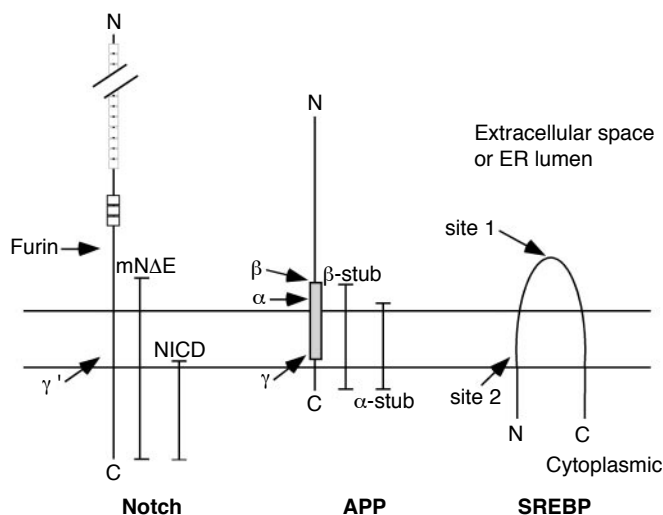 N
N
Extracellular space
or ER lumen
Furin
mNΔE
β
β-stub
site 1
α
NICD
γ '
γ
C
α-stub
site 2
N
C
C
Cytoplasmic
Notch
APP
SREBP